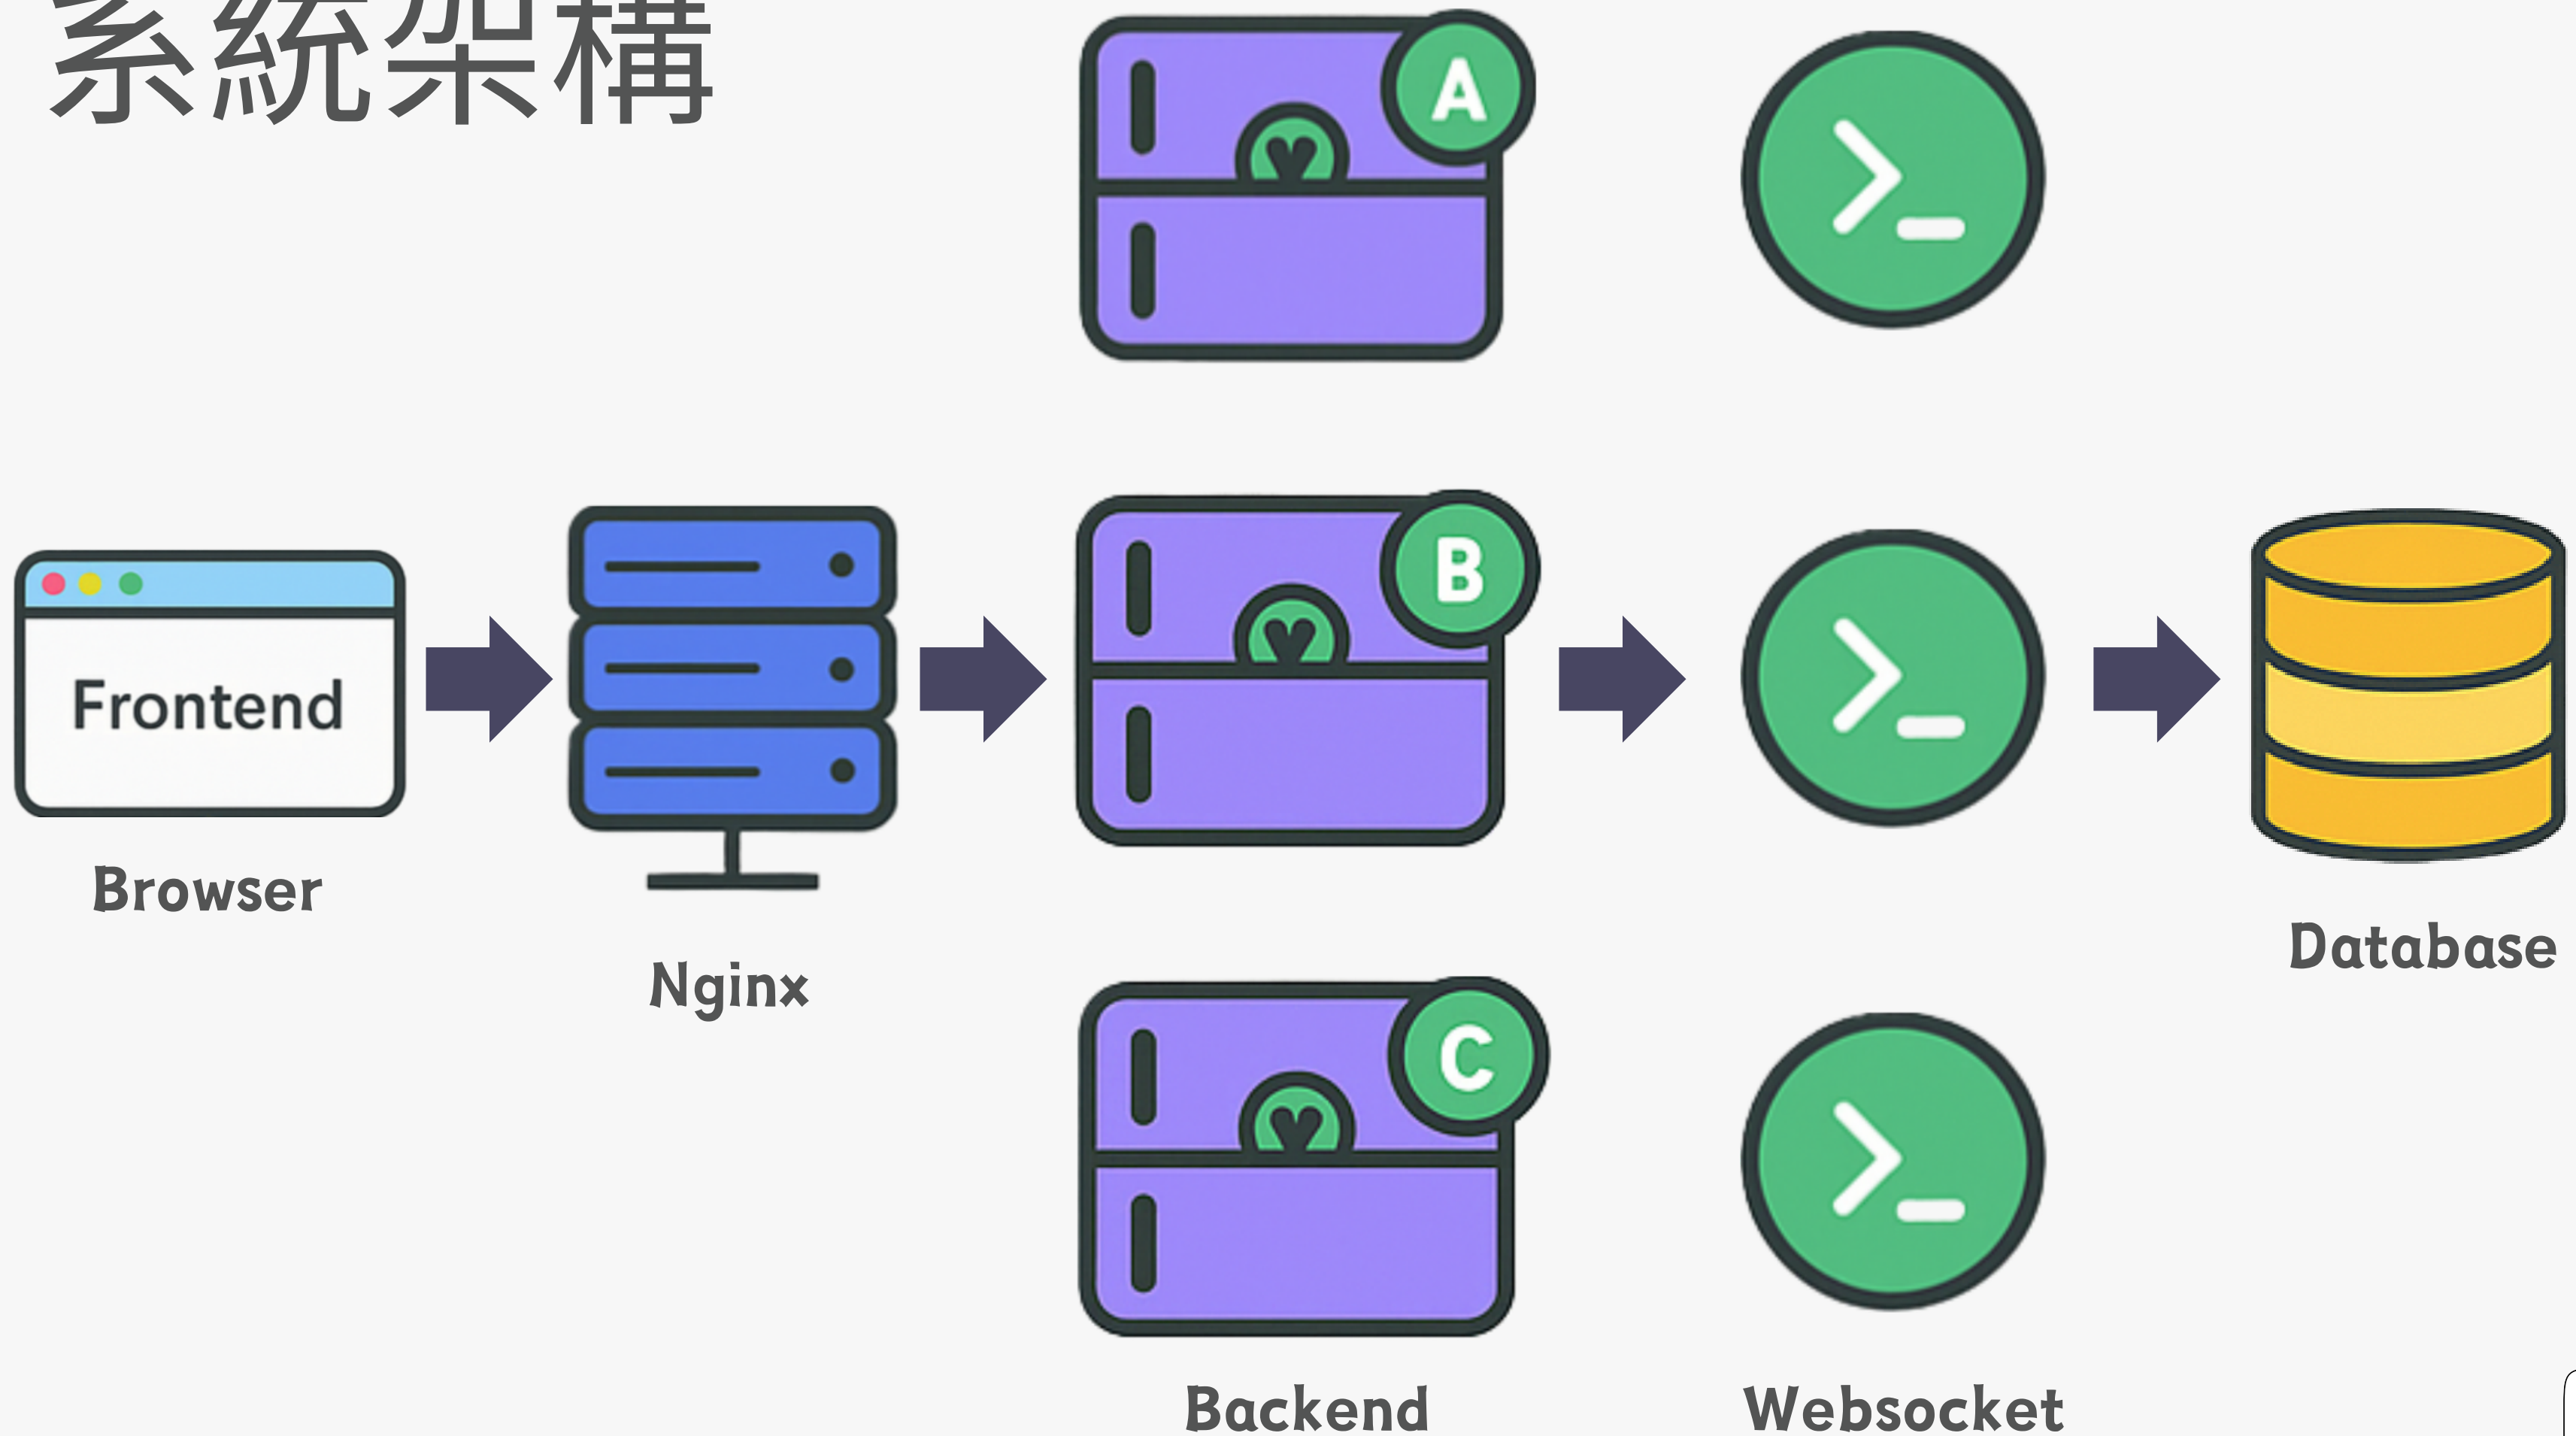 系統架構
A
B
Frontend
Browser
Nginx
Database
C
Backend
Websocket